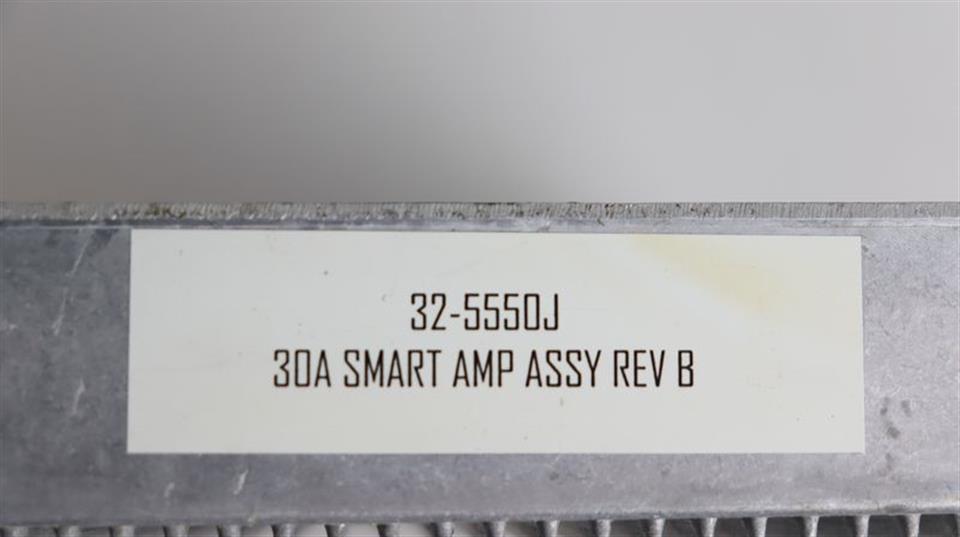 32-5550J
30A SMART AMP ASSY REV B